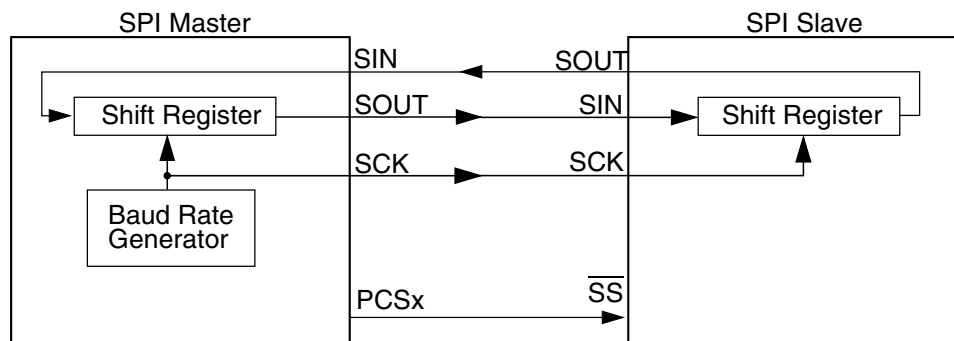 SPI Master
SPI Slave
SIN
SOUT
Shift Register
SOUT
SIN
Shift Register
SCK
SCK
Baud Rate
Generator
PCSx
SS